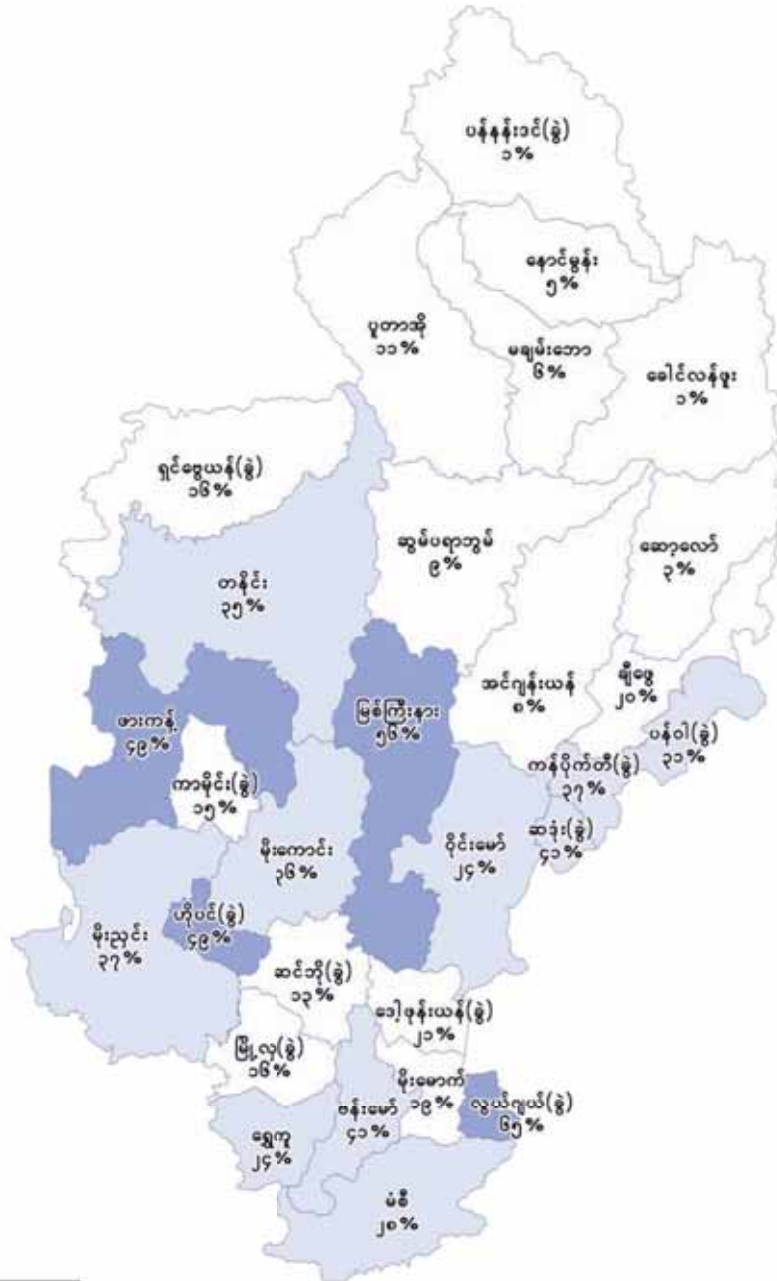 ပန်နန်းဒင်(ခွဲ)
၁%
နောင်မွန်း
၅%
ပူတာအို
၁၁%
မချမ်းဘော
၆%
ခေါင်လန်ဖူး
၁%
ရှင်ဗွေယန်(ခွဲ)
၁၆%
ဆွမ်ပရာဘွမ်
၉%
ဆော့လော်
၃%
တနိုင်း
၃၅%
အင်ဂျန်းယန်
၈%
ချီဖွေ
၂၀%
မြစ်ကြီးနား
၅၆%
ဖားကန့်
၄၉%
ပန်ဝါ(ခွဲ)
၃၁%
ကန်ပိုက်တီ(ခွဲ)
၃၇%
ကာမိုင်း(ခွဲ)
၁၅%
ဆဒုံး(ခွဲ)
၄၁%
မိုးကောင်း
၃၆%
ဝိုင်းမော်
၂၄%
ဟိုပင်(ခွဲ)
၄၉%
မိုးညှင်း
၃၇%
ဆင်ဘို(ခွဲ)
၁၃%
ဒေါ့ဖုန်းယန်(ခွဲ)
၂၁%
မြို့လှ(ခွဲ)
၁၆%
မိုးမောက်
၁၉%
ဗန်းမော်
၄၁%
လွယ်ဂျယ်(ခွဲ)
၆၅%
ရွှေကူ
၂၄%
မံစီ
၂၈%